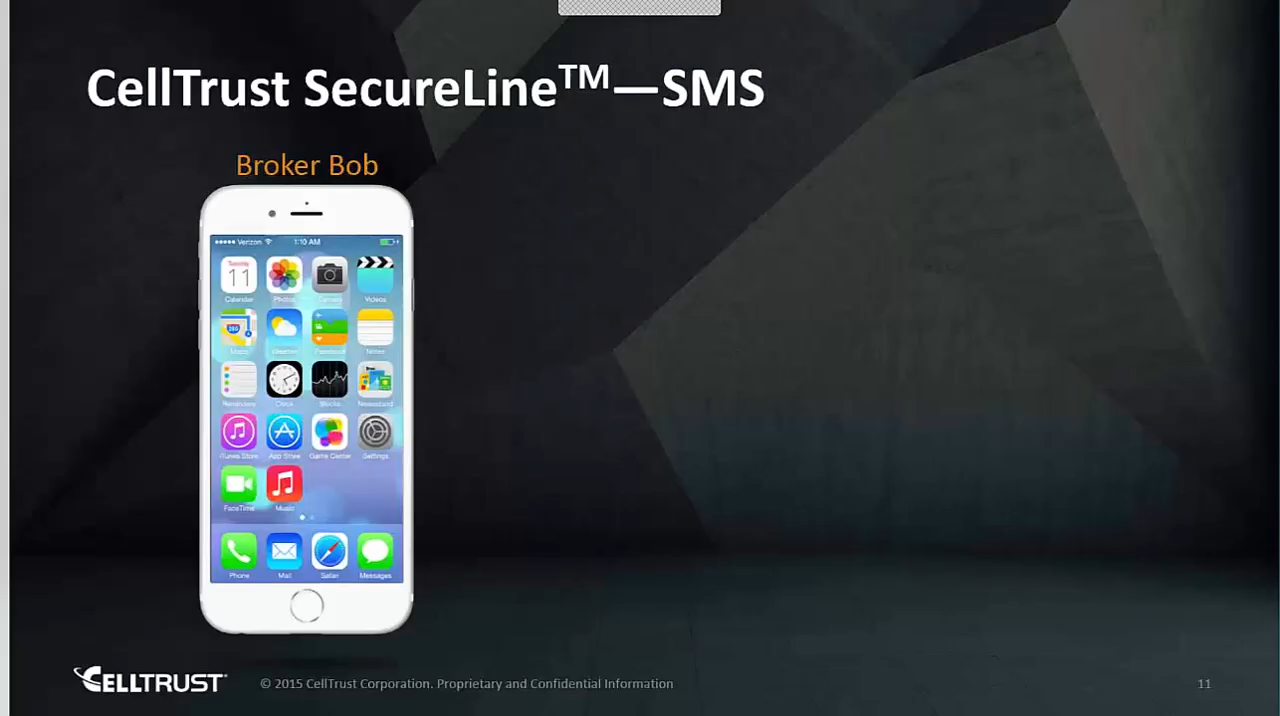 CellTrust SecureLine™—SMS
Broker Bob
Verizon 1:10 AM
Tuesday
11
Calendar Photos Camera Videos
280
Maps Weather Passbook Notes
Reminders Clock Stocks Newsstand
iTunes Store App Store Game Center Settings
FaceTime Music
Phone Mail Safari Messages
CELLTRUST © 2015 CellTrust Corporation. Proprietary and Confidential Information 11